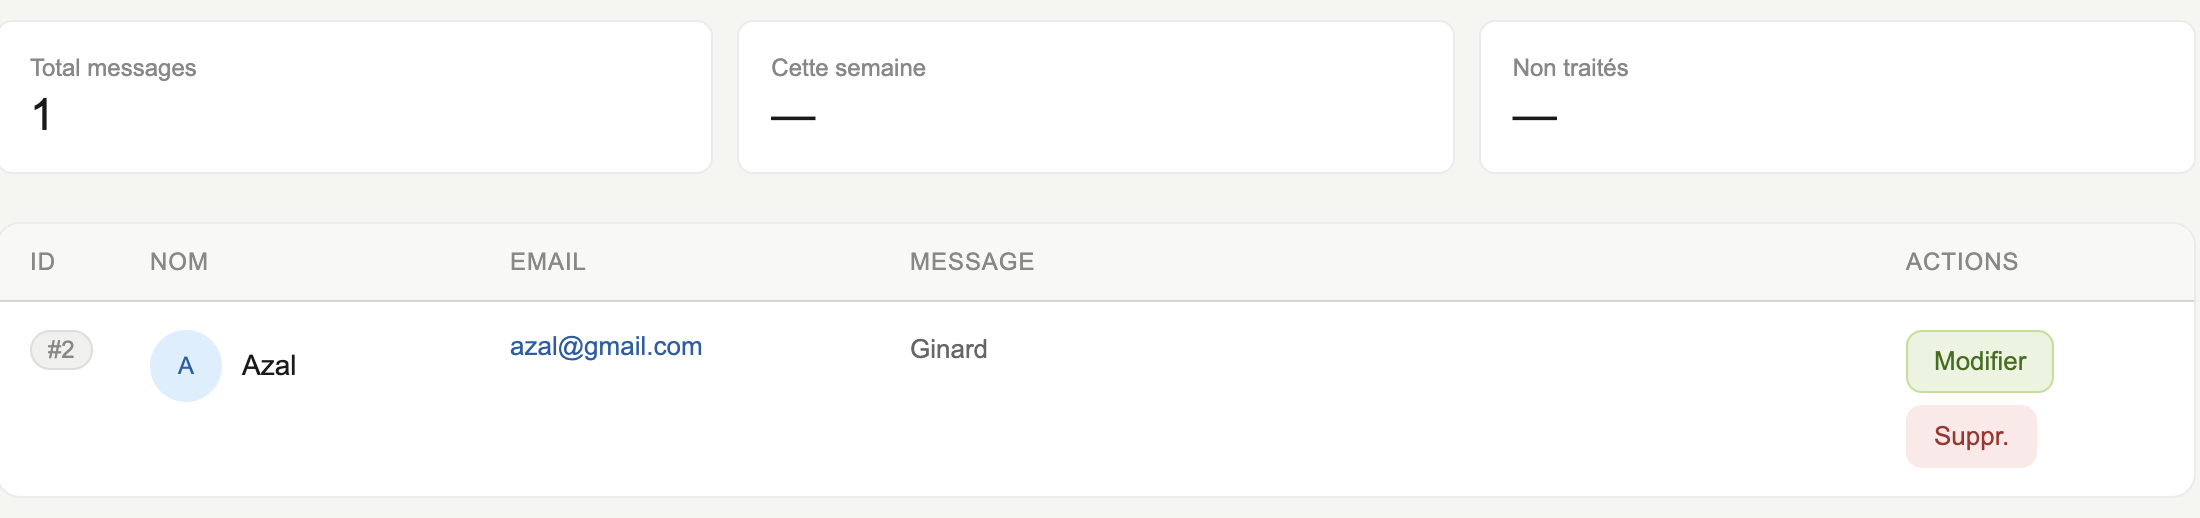 Total messages
1
Cette semaine
—
Non traités
—
ID NOM EMAIL MESSAGE ACTIONS
#2 A Azal azal@gmail.com Ginard Modifier
Suppr.